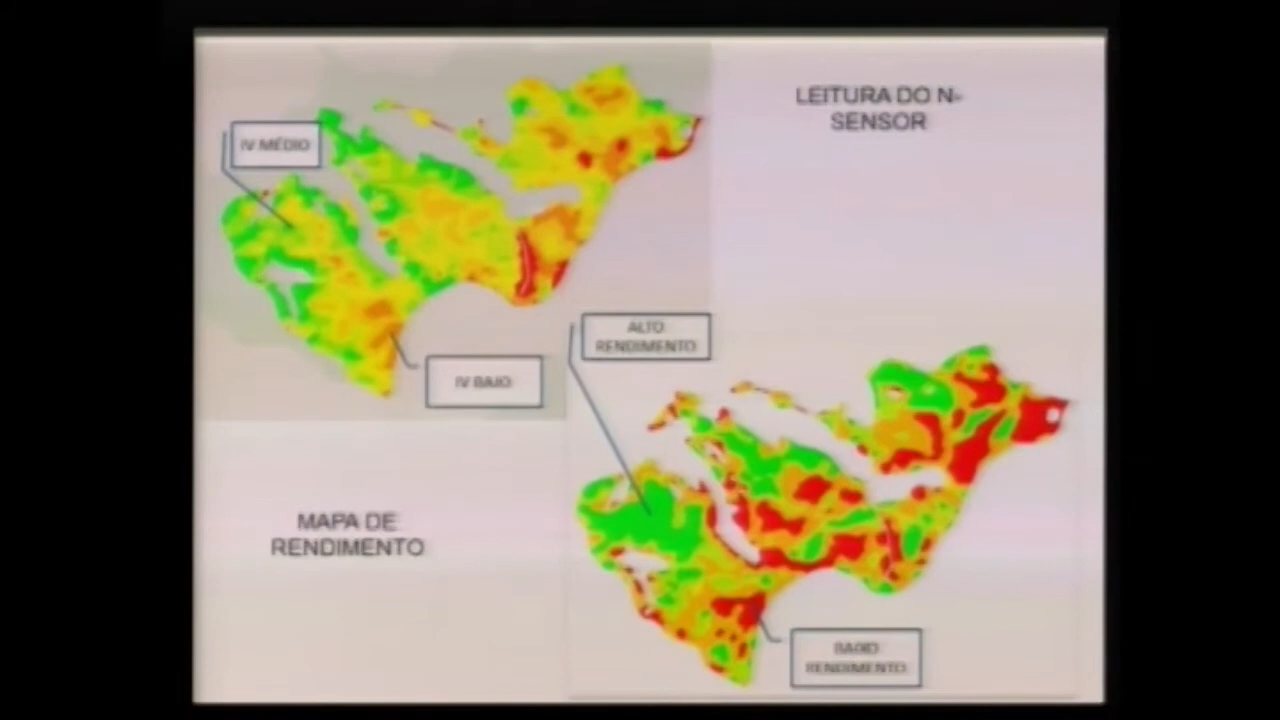 LEITURA DO N-
SENSOR
IV MÉDIO
ALTO
RENDIMENTO
IV BAJO
MAPA DE
RENDIMENTO
BAIXO
RENDIMENTO